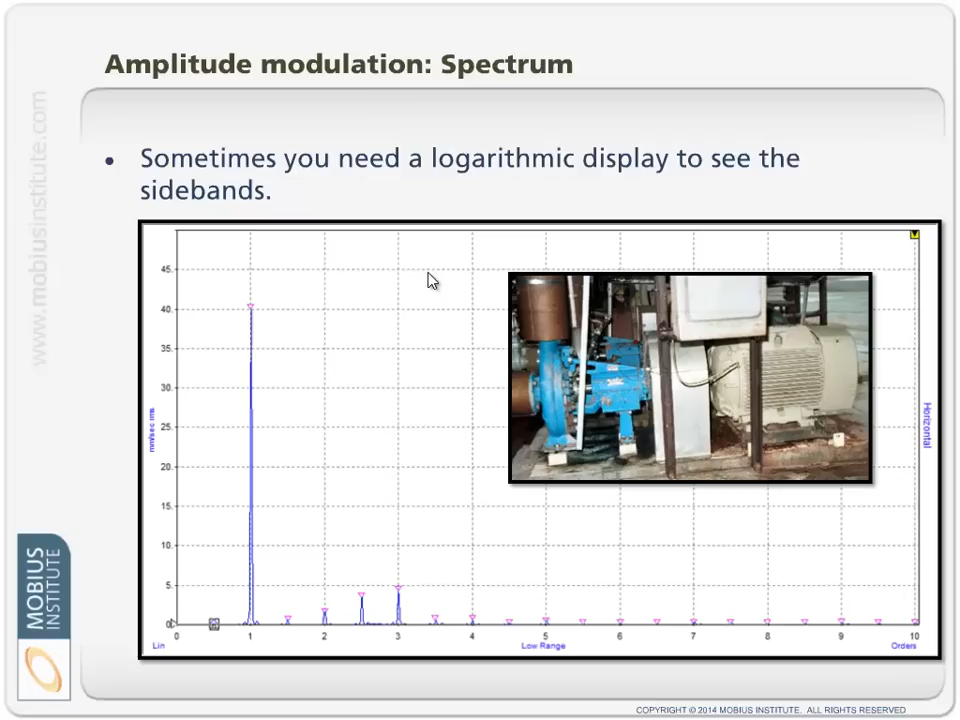 Amplitude modulation: Spectrum
www.mobiusinstitute.com
• Sometimes you need a logarithmic display to see the
sidebands.
45.
40.
35.
30.
25.
20.
15.
10.
5.
0
mm/sec rms
Horizontal
0 1 2 3 4 5 6 7 8 9 10
Lin Low Range Orders
MOBIUS
INSTITUTE
COPYRIGHT © 2014 MOBIUS INSTITUTE. ALL RIGHTS RESERVED